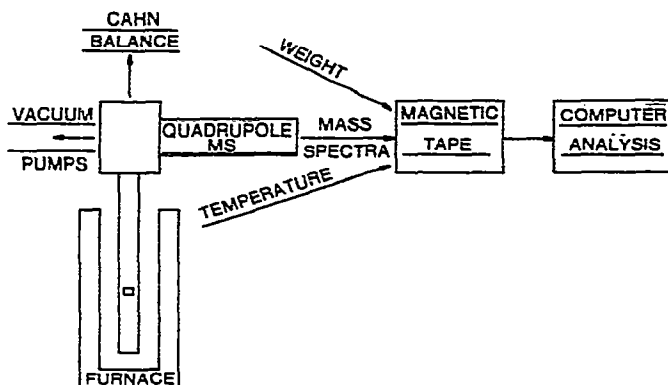 CAHN
BALANCE
WEIGHT
VACUUM
PUMPS
QUADRUPOLE
MS
MASS
SPECTRA
MAGNETIC
TAPE
COMPUTER
ANALYSIS
TEMPERATURE
FURNACE